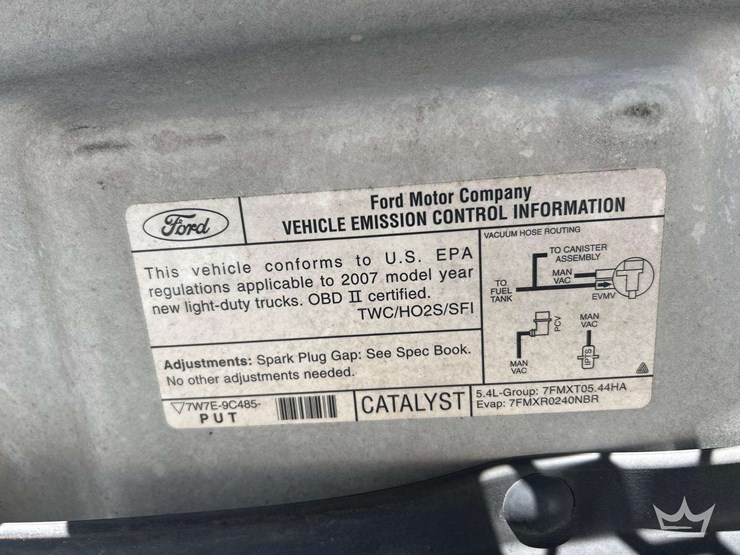 Ford
Ford Motor Company
VEHICLE EMISSION CONTROL INFORMATION
This vehicle conforms to U.S. EPA
regulations applicable to 2007 model year
new light-duty trucks. OBD II certified.
TWC/HO2S/SFI
Adjustments: Spark Plug Gap: See Spec Book.
No other adjustments needed.
7W7E-9C485-
PUT
CATALYST
VACUUM HOSE ROUTING
TO CANISTER
ASSEMBLY
MAN
VAC
TO
FUEL
TANK
EVMV
PCV
MAN
VAC
MAN
VAC
IPTS
5.4L-Group: 7FMXT05.44HA
Evap: 7FMXR0240NBR